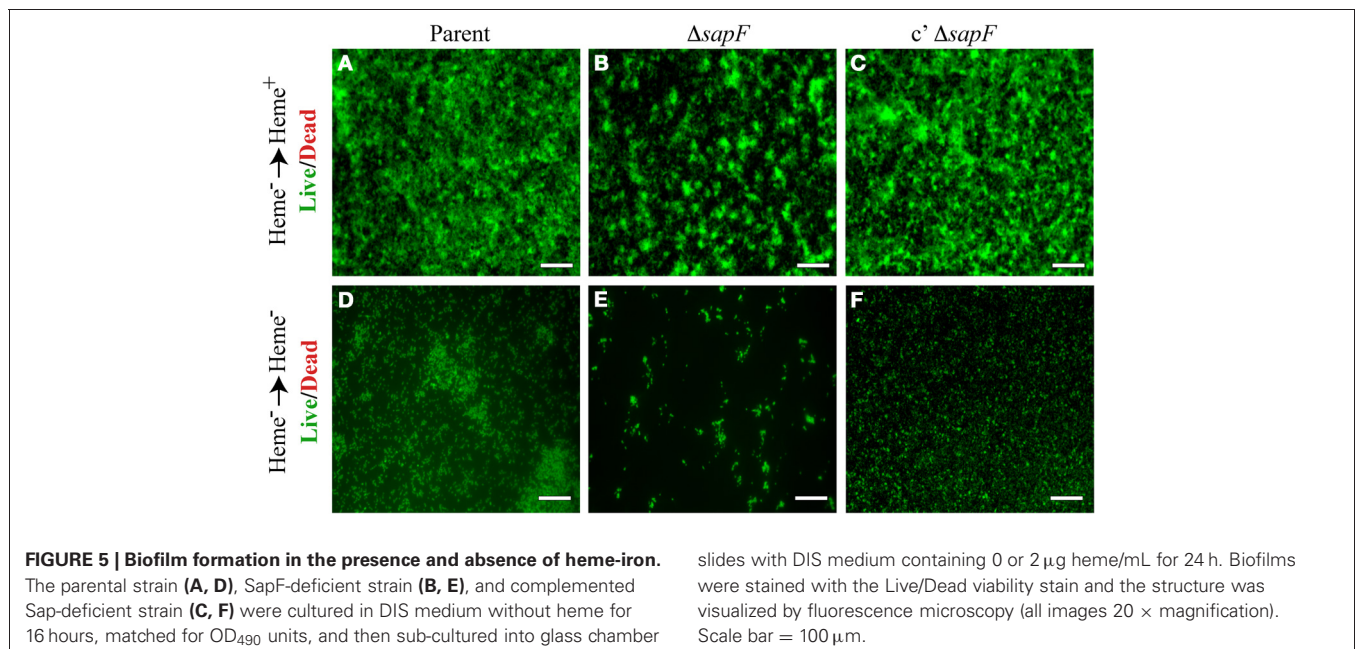 Parent
ΔsapF
c' ΔsapF
Heme⁻ → Heme⁺
Live/Dead
A
B
C
Heme⁻ → Heme⁻
Live/Dead
D
E
F
FIGURE 5 | Biofilm formation in the presence and absence of heme-iron.
The parental strain (A, D), SapF-deficient strain (B, E), and complemented
Sap-deficient strain (C, F) were cultured in DIS medium without heme for
16 hours, matched for OD₄₉₀ units, and then sub-cultured into glass chamber
slides with DIS medium containing 0 or 2 μg heme/mL for 24 h. Biofilms
were stained with the Live/Dead viability stain and the structure was
visualized by fluorescence microscopy (all images 20 × magnification).
Scale bar = 100 μm.